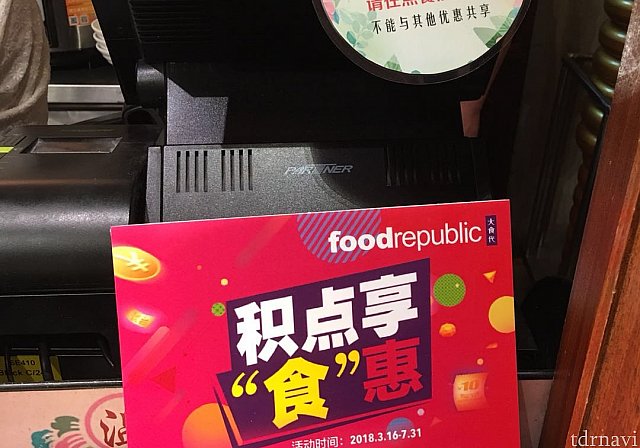 不能与其他优惠共享
PARTNER
foodrepublic 大食代
积点享
“食”惠
活动时间：2018.3.16-7.31
-10
tdrnavi